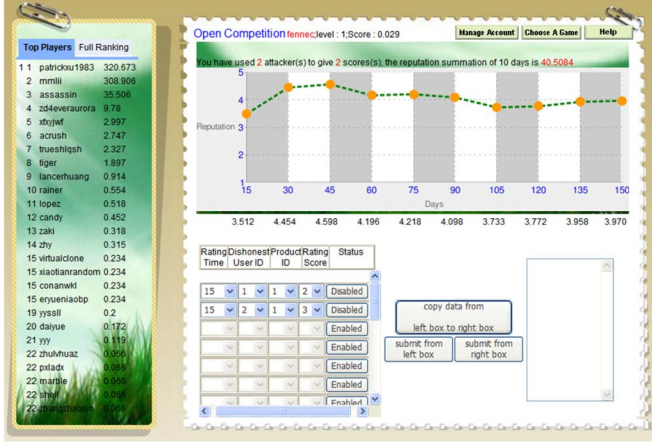 Top Players Full Ranking
1 1 patrickxu1983 320.673
2 mmlii 308.906
3 assassin 35.506
4 zd4everaurora 9.78
5 xfxyjwf 2.997
6 acrush 2.747
7 trueshlqsh 2.327
8 tiger 1.897
9 lancerhuang 0.914
10 rainer 0.554
11 lopez 0.518
12 candy 0.452
13 zaki 0.318
14 zhy 0.315
15 virtualclone 0.234
15 xiaotianrandom 0.234
15 conanwkl 0.234
15 eryueniaobp 0.234
19 yyssll 0.2
20 daiyue 0.172
21 yyy 0.119
22 zhulvhuaz 0.066
22 pxladx 0.066
22 marble 0.066
22 shell 0.066
22 zhangzhaoxin 0.066
Open Competition fennec;level : 1;Score : 0.029
Manage Account Choose A Game Help
You have used 2 attacker(s) to give 2 scores(s), the reputation summation of 10 days is 40.5084
5
4
Reputation 3
2
1
15 30 45 60 75 90 105 120 135 150
Days
3.512 4.454 4.598 4.196 4.218 4.098 3.733 3.772 3.958 3.970
Rating Dishonest Product Rating Status
Time User ID ID Score
15 1 1 2 Disabled
15 2 1 3 Disabled
Enabled
Enabled
Enabled
Enabled
Enabled
copy data from
left box to right box
submit from submit from
left box right box